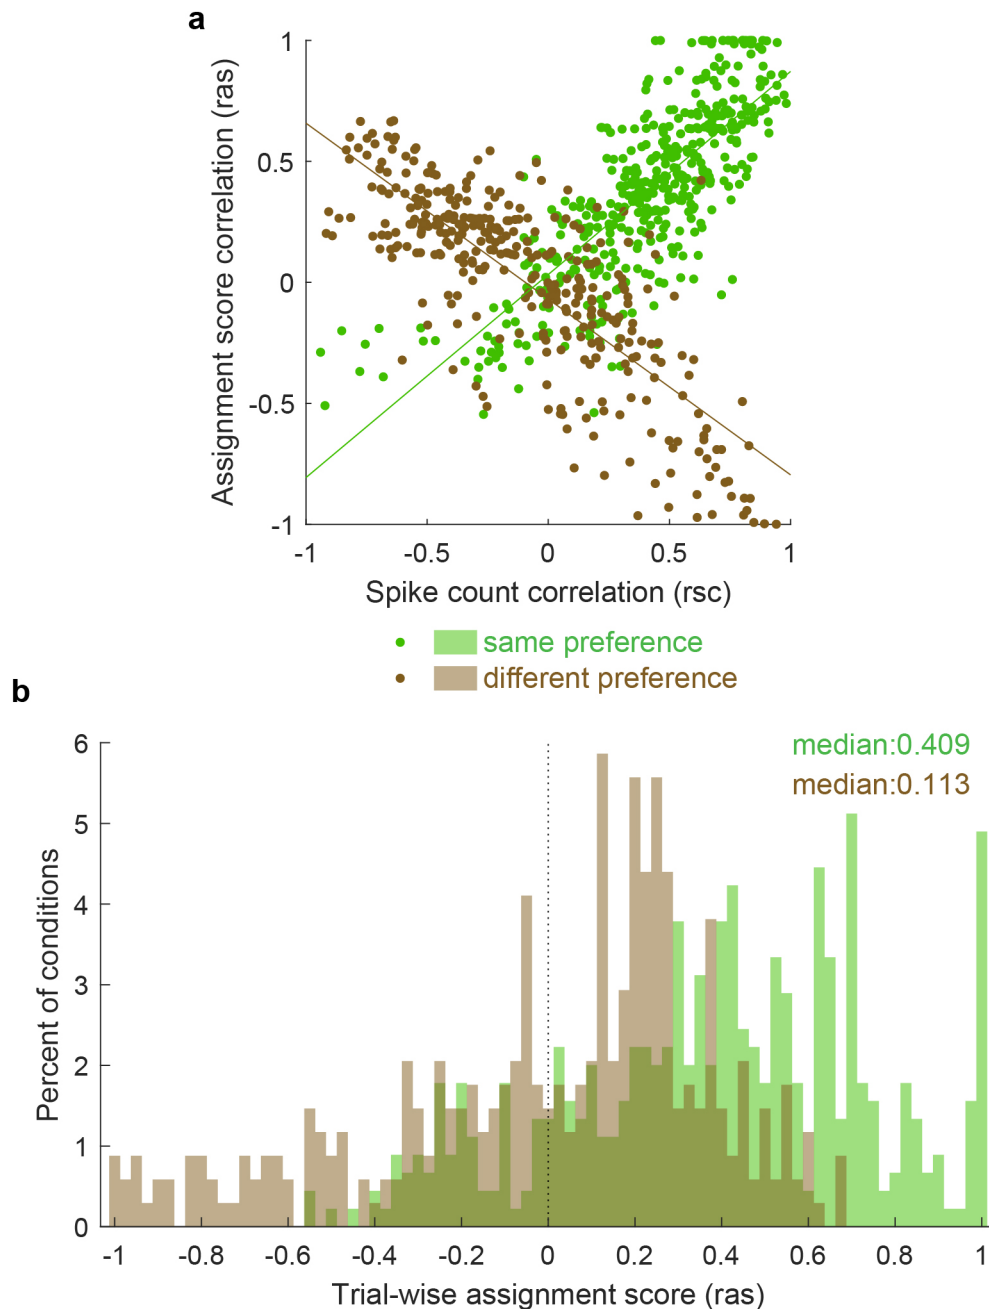 a
1
0.5
0
-0.5
-1
Assignment score correlation (ras)
-1
-0.5
0
0.5
1
Spike count correlation (rsc)
same preference
different preference
b
median:0.409
median:0.113
6
5
4
3
2
1
0
Percent of conditions
-1
-0.8
-0.6
-0.4
-0.2
0
0.2
0.4
0.6
0.8
1
Trial-wise assignment score (ras)